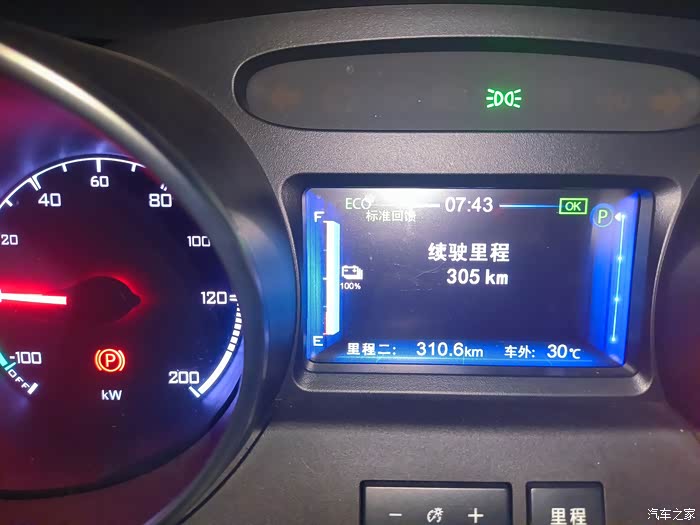 ECO 07:43 OK P
标准回馈
F
续驶里程
305 km
100%
E
里程二: 310.6km 车外: 30℃
20 40 60 80 100 120 200
-100
OFF
P
kW
- +
里程
汽车之家